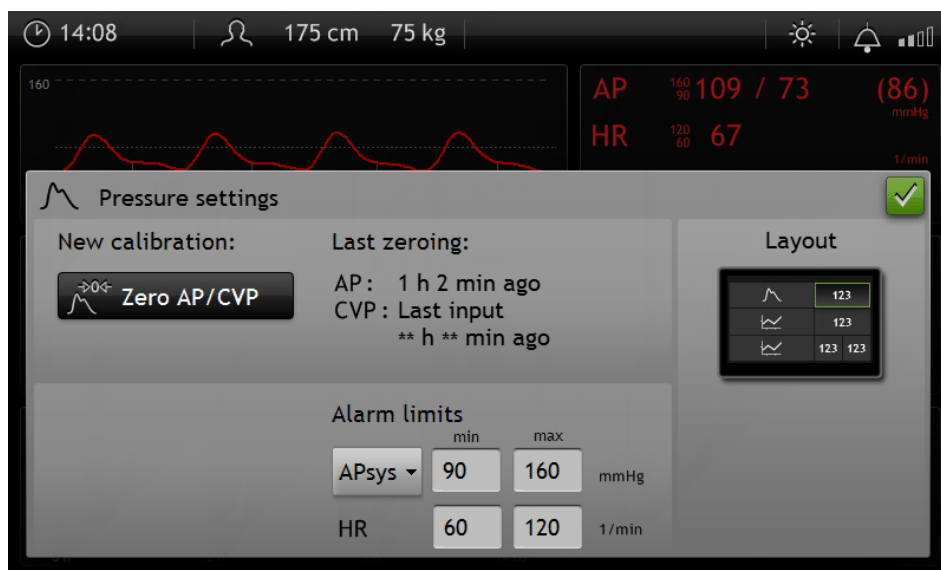 14:08 175 cm 75 kg
160
AP 160 90 109 / 73 (86)
mmHg
HR 120 60 67
1/min
Pressure settings
New calibration: Last zeroing: Layout
→0← Zero AP/CVP
AP : 1 h 2 min ago
CVP : Last input
** h ** min ago
123
123
123 123
Alarm limits
min max
APsys 90 160 mmHg
HR 60 120 1/min